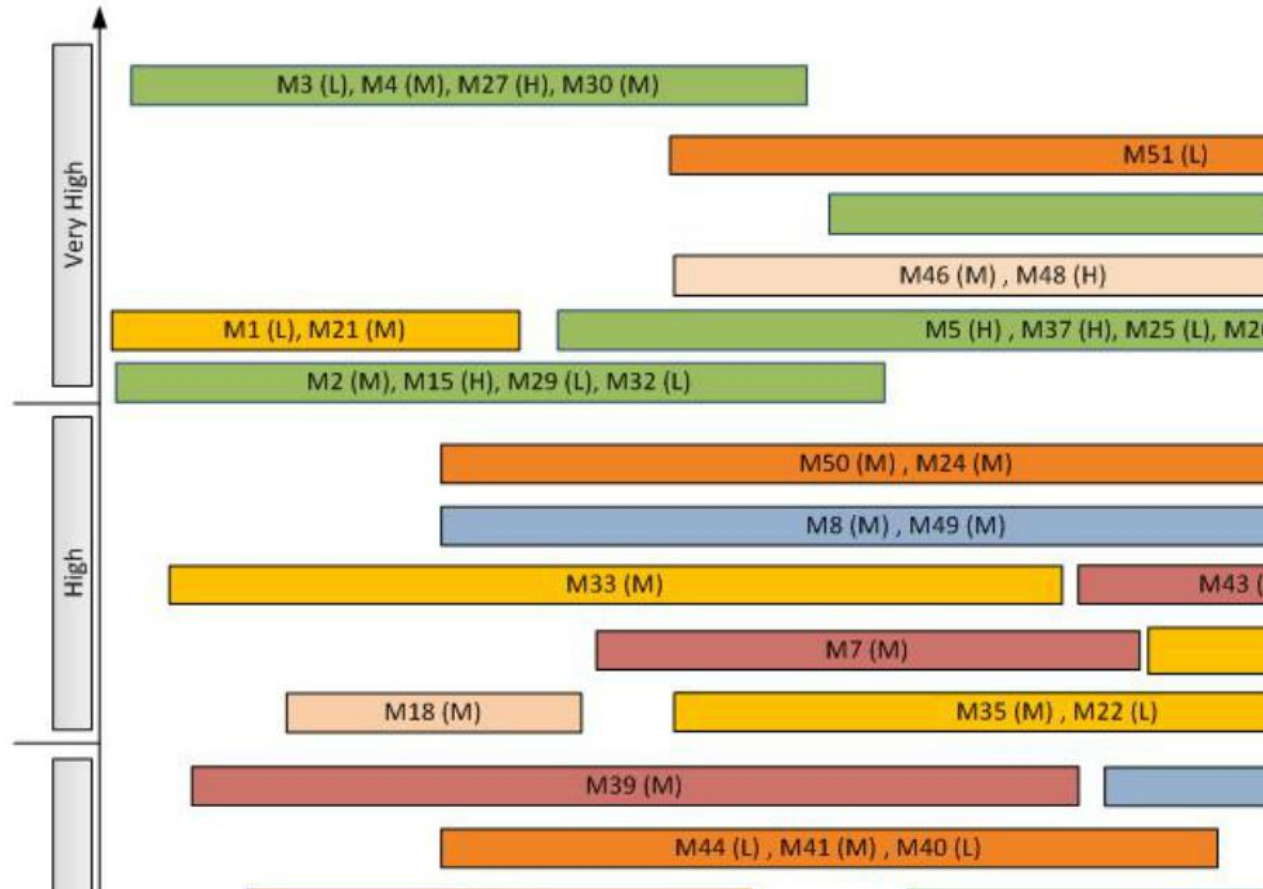 Very High
M3 (L), M4 (M), M27 (H), M30 (M)
M51 (L)
M46 (M) , M48 (H)
M1 (L), M21 (M)
M5 (H) , M37 (H), M25 (L),
M2 (M), M15 (H), M29 (L), M32 (L)
High
M50 (M) , M24 (M)
M8 (M) , M49 (M)
M33 (M)
M43 (
M7 (M)
M18 (M)
M35 (M) , M22 (L)
M39 (M)
M44 (L) , M41 (M) , M40 (L)